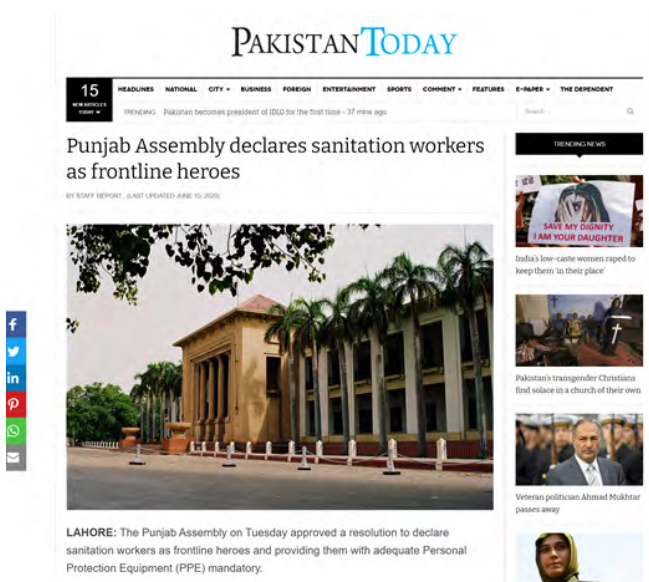 PAKISTAN TODAY
15
NEW ARTICLES
TODAY
HEADLINES NATIONAL CITY BUSINESS FOREIGN ENTERTAINMENT SPORTS COMMENT FEATURES E-PAPER THE DEPENDENT
TRENDING Pakistan becomes president of IDLO for the first time - 37 mins ago
Search
Punjab Assembly declares sanitation workers
as frontline heroes
BY STAFF REPORT , (LAST UPDATED JUNE 10, 2020)
TRENDING NEWS
SAVE MY DIGNITY
I AM YOUR DAUGHTER
India's low-caste women raped to
keep them 'in their place'
Pakistan's transgender Christians
find solace in a church of their own
Veteran politician Ahmad Mukhtar
passes away
LAHORE: The Punjab Assembly on Tuesday approved a resolution to declare
sanitation workers as frontline heroes and providing them with adequate Personal
Protection Equipment (PPE) mandatory.